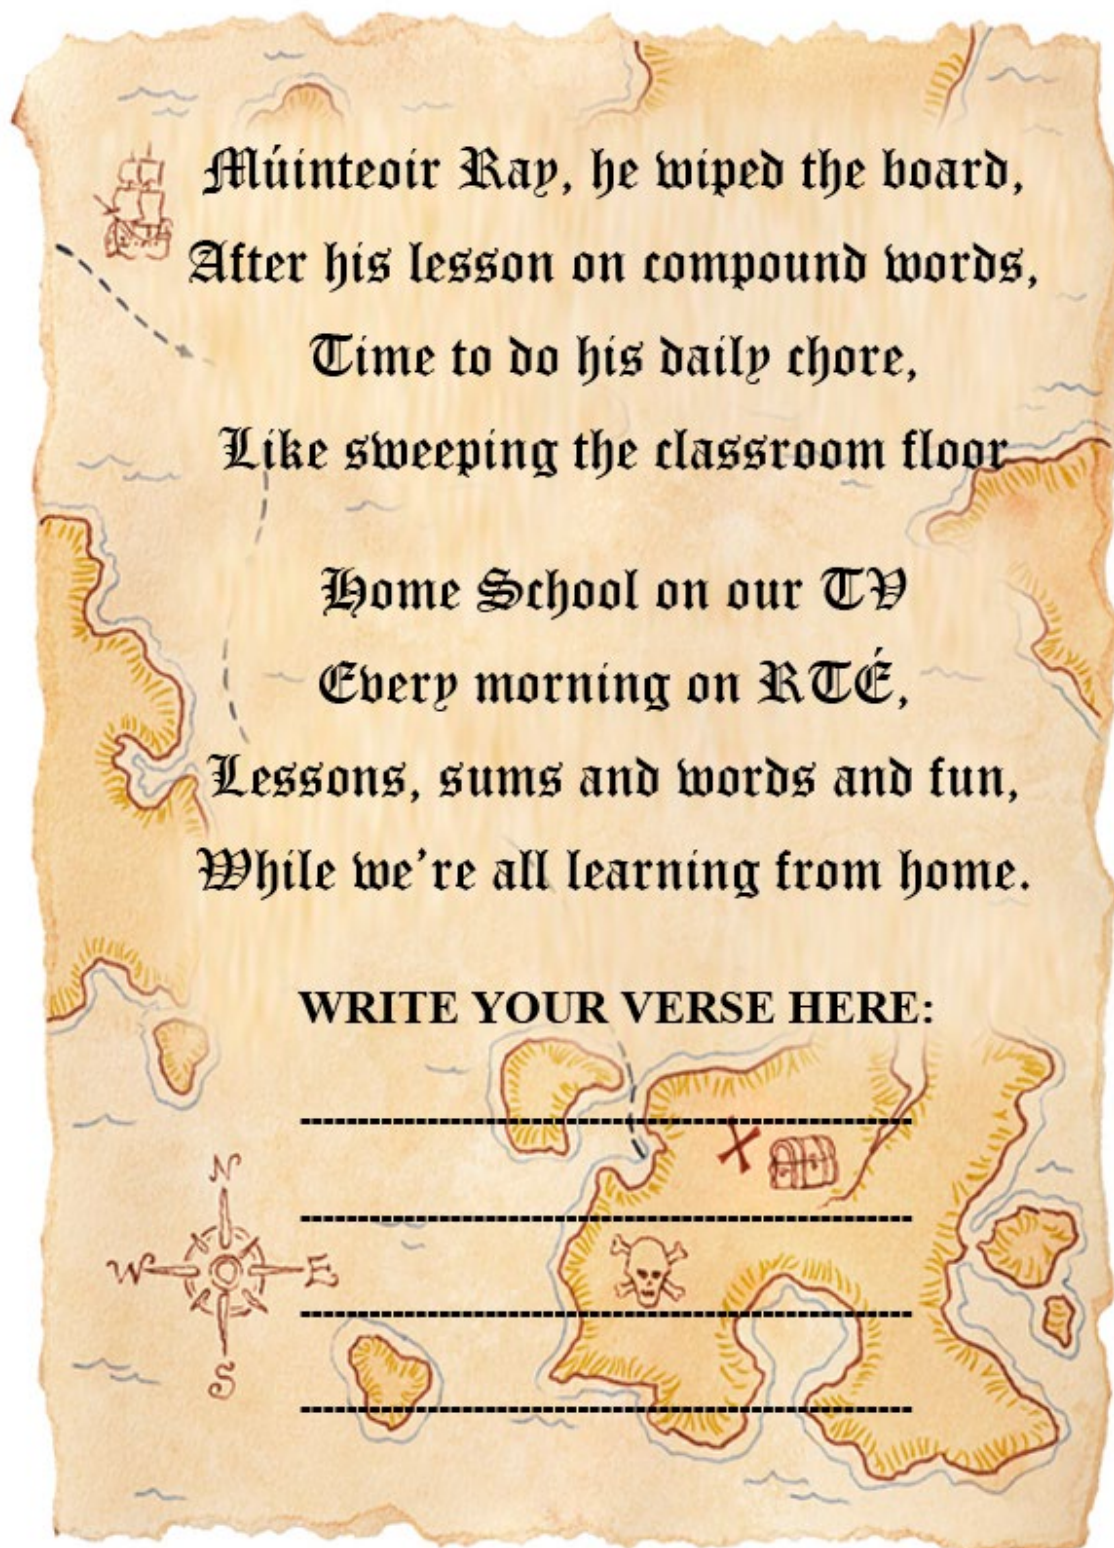 Múinteoir Ray, he wiped the board,
After his lesson on compound words,
Time to do his daily chore,
Like sweeping the classroom floor
Home School on our TV
Every morning on RTÉ,
Lessons, sums and words and fun,
While we're all learning from home.
WRITE YOUR VERSE HERE:
N
W E
S